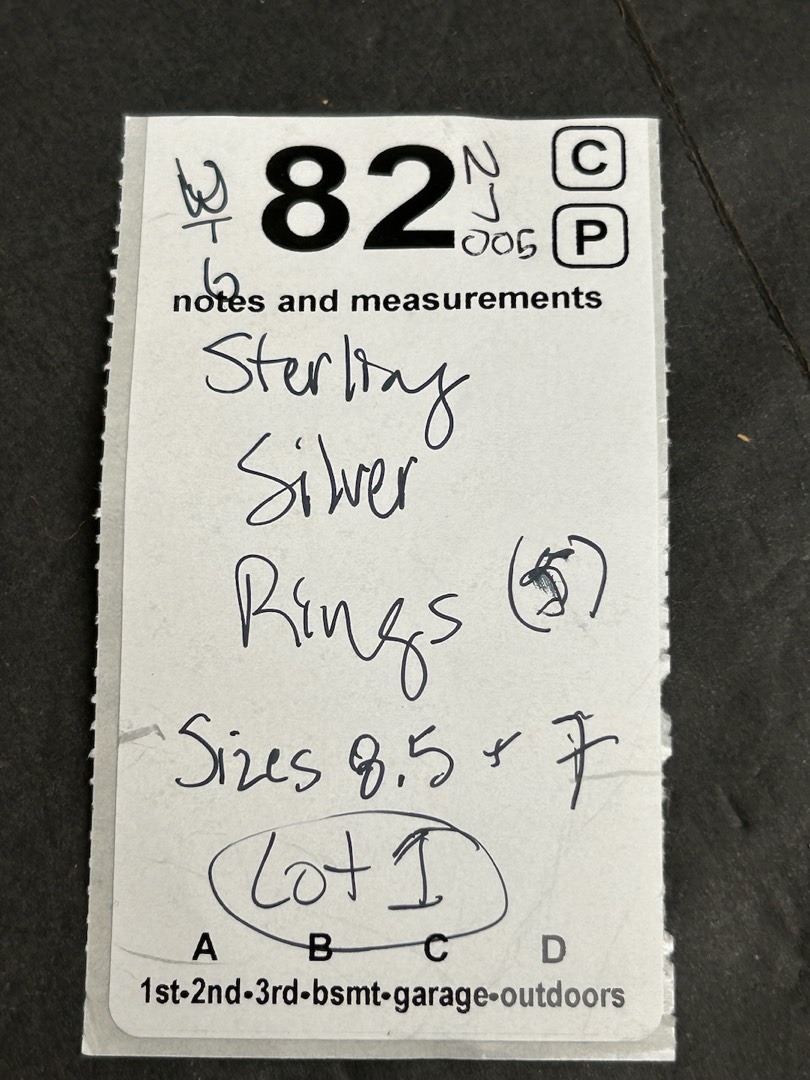 82
N
J
005
C
P
6
notes and measurements
Sterling
Silver
Rings (5)
Sizes 8.5 + 7
Lot 1
A B C D
1st•2nd•3rd•bsmt•garage•outdoors